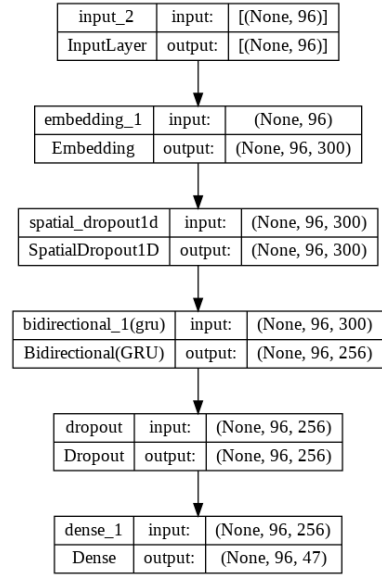 input_2 input: [(None, 96)]
InputLayer output: [(None, 96)]
embedding_1 input: (None, 96)
Embedding output: (None, 96, 300)
spatial_dropout1d input: (None, 96, 300)
SpatialDropout1D output: (None, 96, 300)
bidirectional_1(gru) input: (None, 96, 300)
Bidirectional(GRU) output: (None, 96, 256)
dropout input: (None, 96, 256)
Dropout output: (None, 96, 256)
dense_1 input: (None, 96, 256)
Dense output: (None, 96, 47)